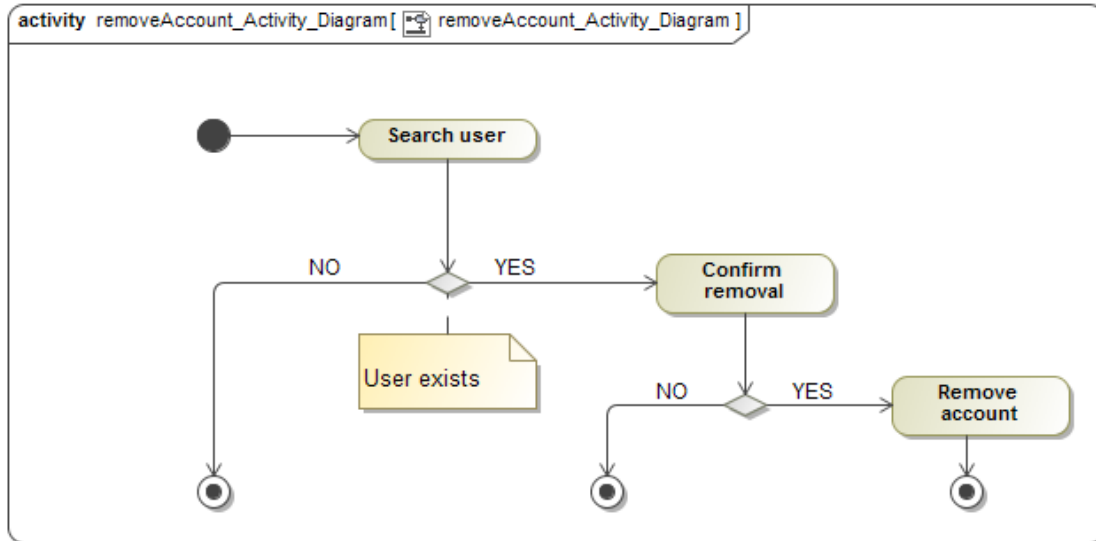 activity removeAccount_Activity_Diagram[ removeAccount_Activity_Diagram ]
Search user
NO
YES
Confirm
removal
User exists
NO
YES
Remove
account